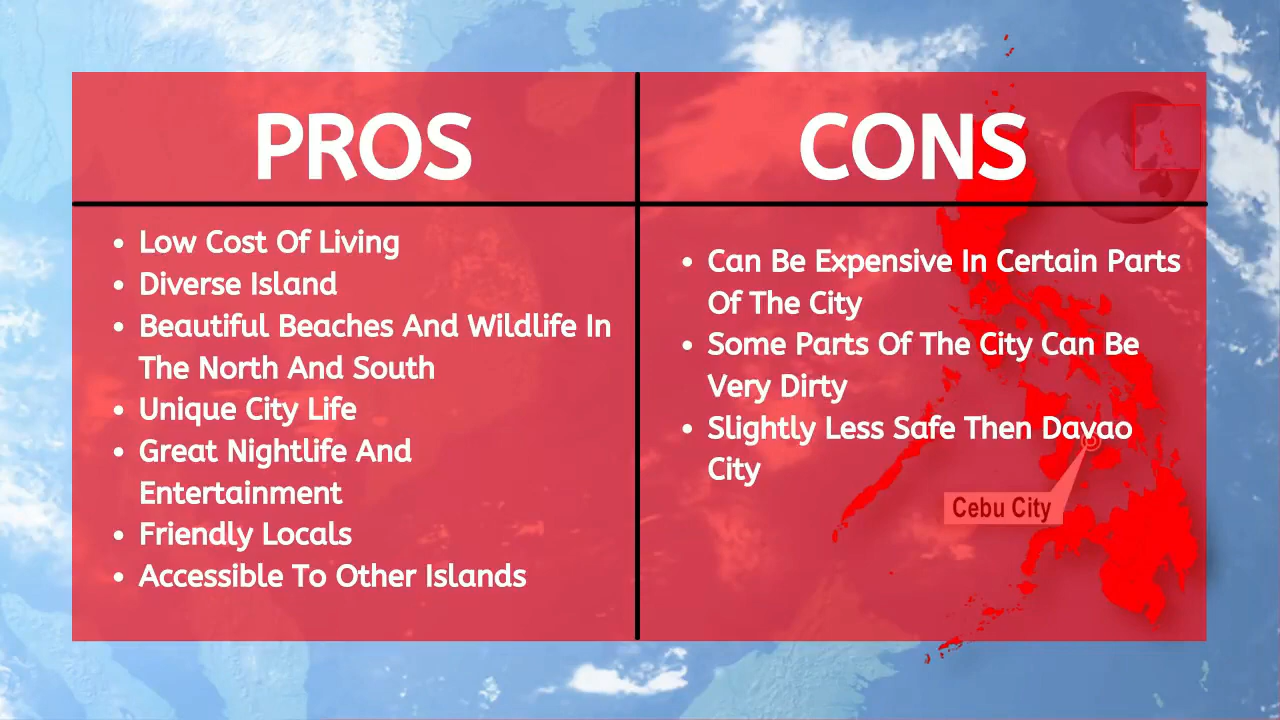 PROS
• Low Cost Of Living
• Diverse Island
• Beautiful Beaches And Wildlife In
The North And South
• Unique City Life
• Great Nightlife And
Entertainment
• Friendly Locals
• Accessible To Other Islands
CONS
• Can Be Expensive In Certain Parts
Of The City
• Some Parts Of The City Can Be
Very Dirty
• Slightly Less Safe Then Davao
City
Cebu City